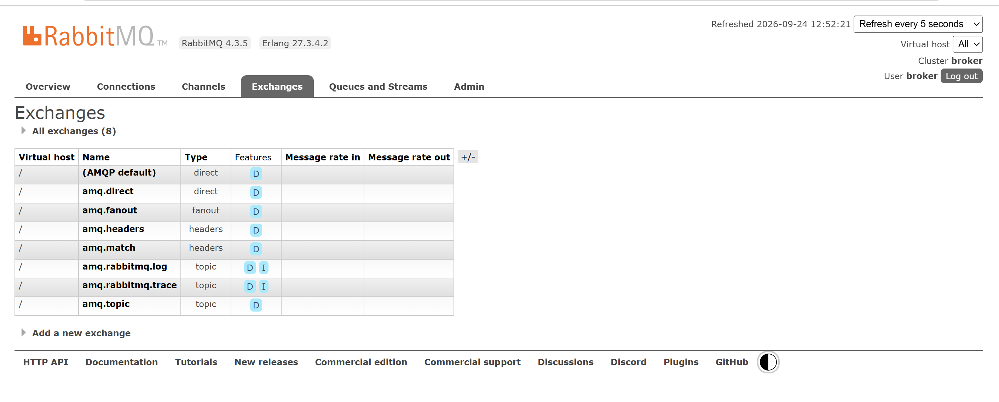 Refreshed 2026-09-24 12:52:21 Refresh every 5 seconds
RabbitMQ TM RabbitMQ 4.3.5 Erlang 27.3.4.2
Virtual host All
Cluster broker
User broker Log out
Overview Connections Channels Exchanges Queues and Streams Admin
Exchanges
All exchanges (8)
Virtual host Name Type Features Message rate in Message rate out +/-
/ (AMQP default) direct D
/ amq.direct direct D
/ amq.fanout fanout D
/ amq.headers headers D
/ amq.match headers D
/ amq.rabbitmq.log topic D I
/ amq.rabbitmq.trace topic D I
/ amq.topic topic D
Add a new exchange
HTTP API Documentation Tutorials New releases Commercial edition Commercial support Discussions Discord Plugins GitHub